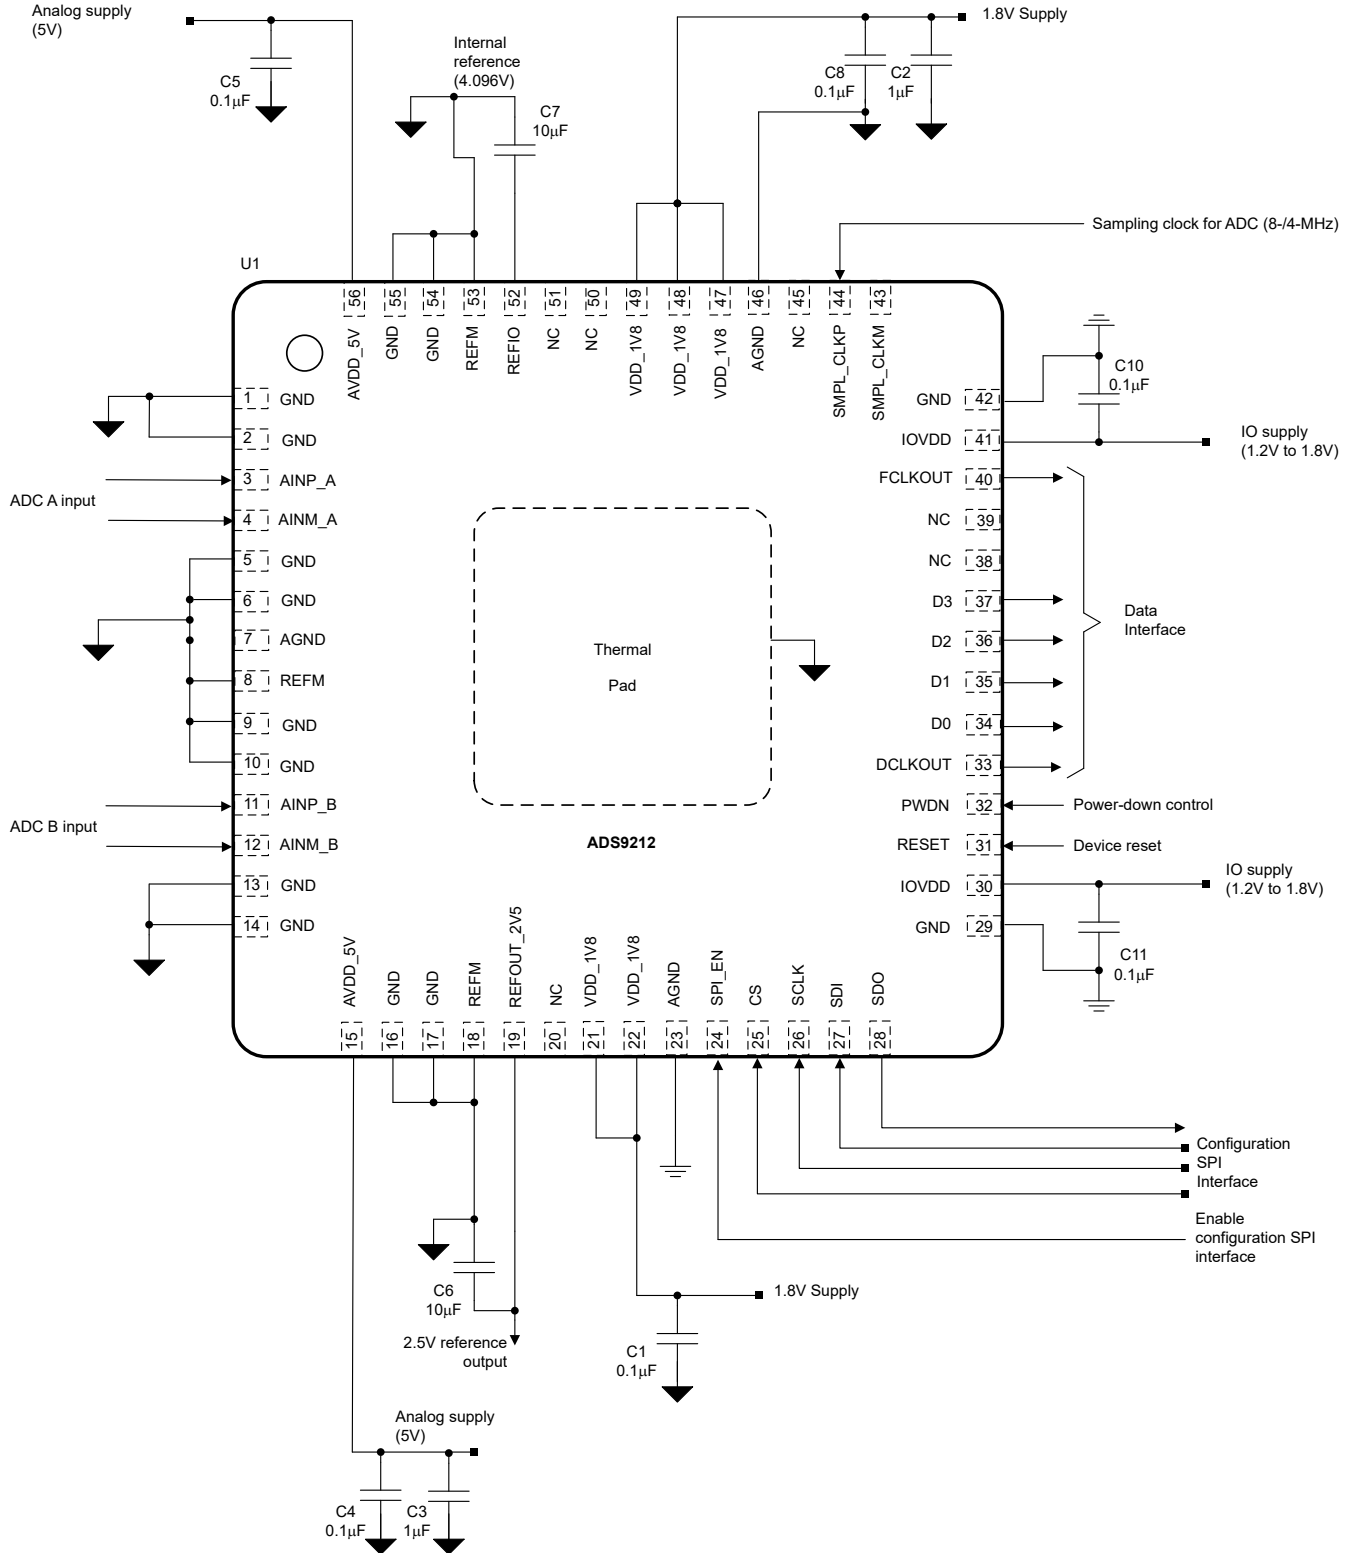 Analog supply
(5V)
C5
0.1µF
Internal
reference
(4.096V)
C7
10µF
1.8V Supply
C8
0.1µF
C2
1µF
Sampling clock for ADC (8-/4-MHz)
U1
56
55
54
53
52
51
50
49
48
47
46
45
44
43
AVDD_5V
GND
GND
REFM
REFIO
NC
NC
VDD_1V8
VDD_1V8
VDD_1V8
AGND
NC
SMPL_CLKP
SMPL_CLKM
C10
0.1µF
IO supply
(1.2V to 1.8V)
1 GND
2 GND
3 AINP_A
4 AINM_A
5 GND
6 GND
7 AGND
8 REFM
9 GND
10 GND
11 AINP_B
12 AINM_B
13 GND
14 GND
ADC A input
ADC B input
Thermal
Pad
ADS9212
GND 42
IOVDD 41
FCLKOUT 40
NC 39
NC 38
D3 37
D2 36
D1 35
D0 34
DCLKOUT 33
PWDN 32
RESET 31
IOVDD 30
GND 29
Data
Interface
Power-down control
Device reset
IO supply
(1.2V to 1.8V)
C11
0.1µF
AVDD_5V
GND
GND
REFM
REFOUT_2V5
NC
VDD_1V8
VDD_1V8
AGND
SPI_EN
CS
SCLK
SDI
SDO
15
16
17
18
19
20
21
22
23
24
25
26
27
28
Configuration
SPI
Interface
Enable
configuration SPI
interface
C6
10µF
2.5V reference
output
1.8V Supply
C1
0.1µF
Analog supply
(5V)
C4
0.1µF
C3
1µF